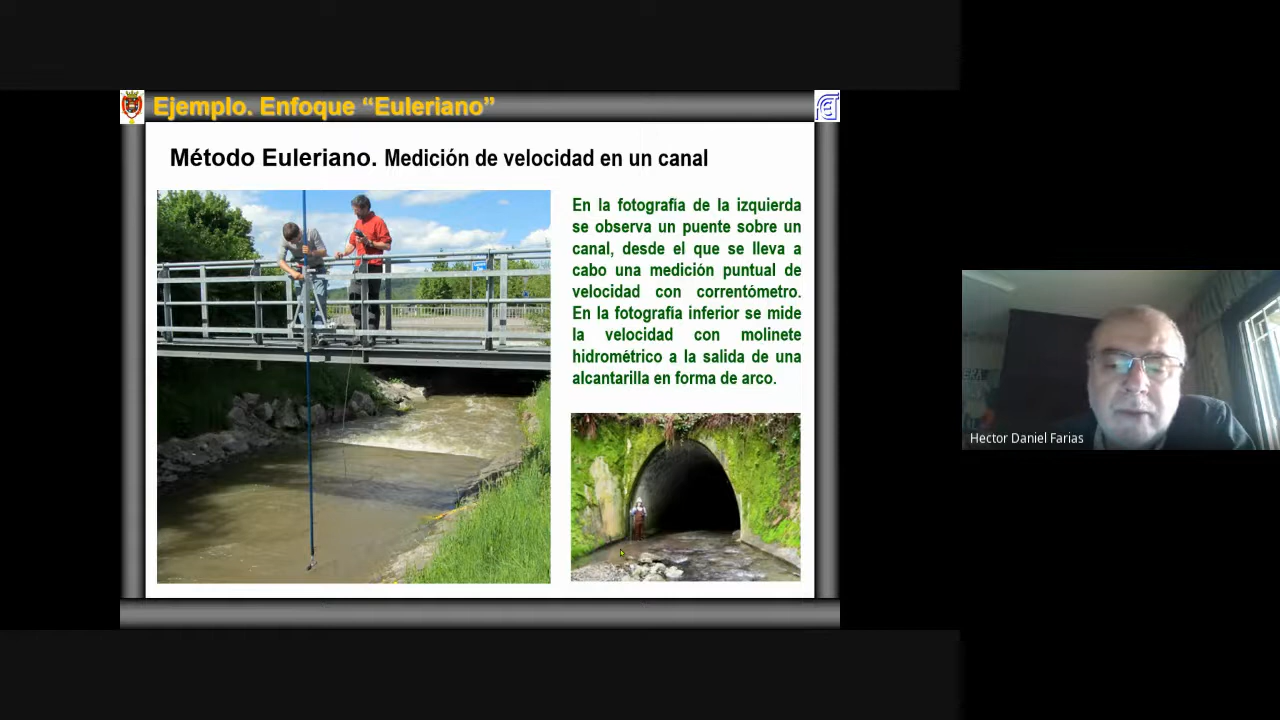 Ejemplo. Enfoque “Euleriano”
Método Euleriano. Medición de velocidad en un canal
En la fotografía de la izquierda
se observa un puente sobre un
canal, desde el que se lleva a
cabo una medición puntual de
velocidad con correntómetro.
En la fotografía inferior se mide
la velocidad con molinete
hidrométrico a la salida de una
alcantarilla en forma de arco.
Hector Daniel Farias